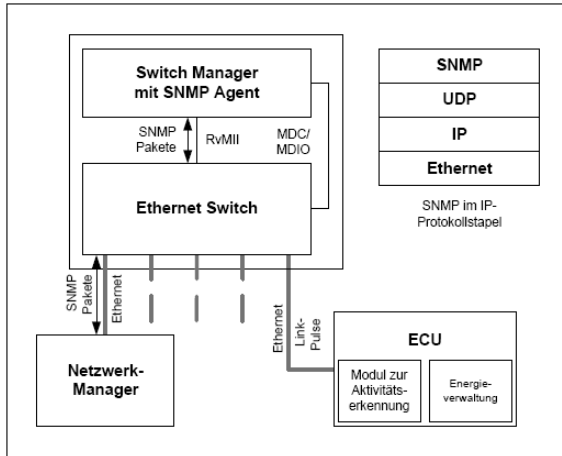 Switch Manager
mit SNMP Agent
SNMP
Pakete
RvMII
MDC/
MDIO
Ethernet Switch
SNMP
UDP
IP
Ethernet
SNMP im IP-
Protokollstapel
SNMP
Pakete
Ethernet
Ethernet
Link-
Pulse
Netzwerk-
Manager
ECU
Modul zur
Aktivitäts-
erkennung
Energie-
verwaltung